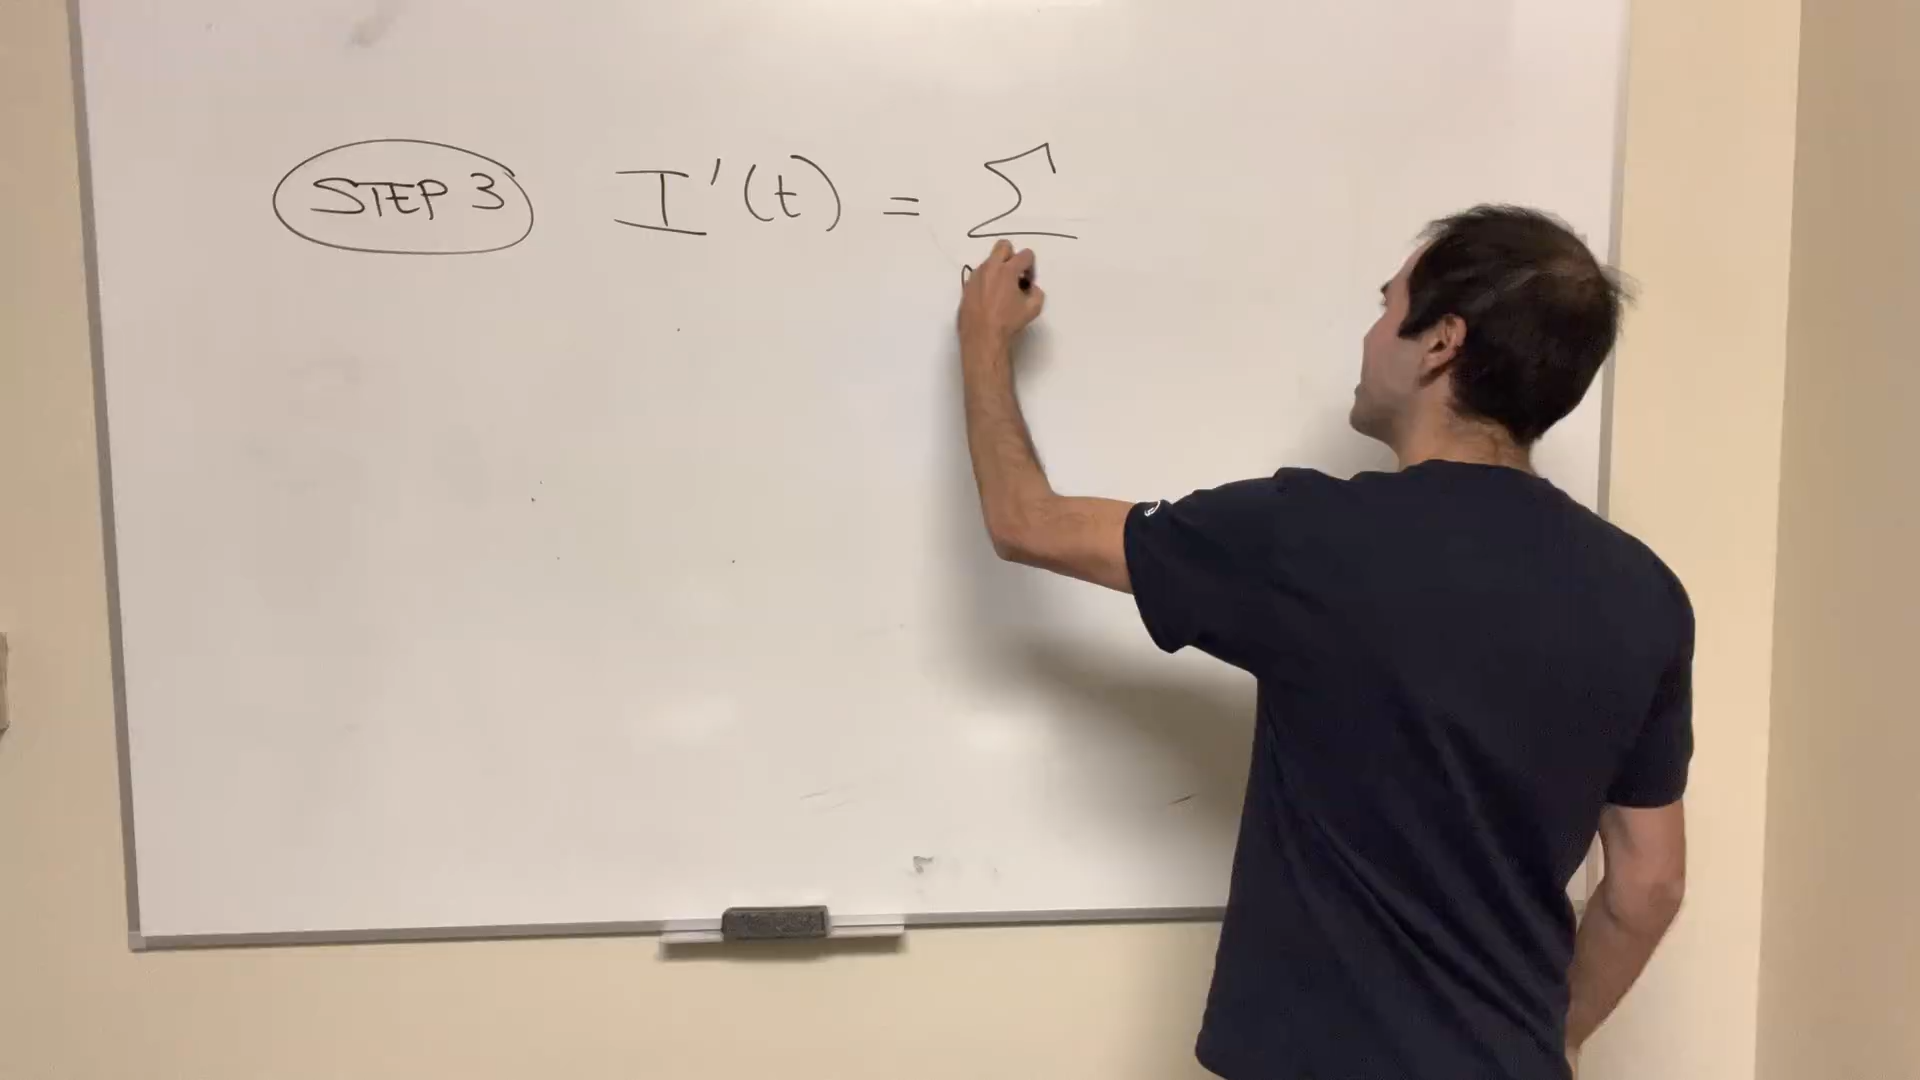 STEP 3 I'(t) = Σ